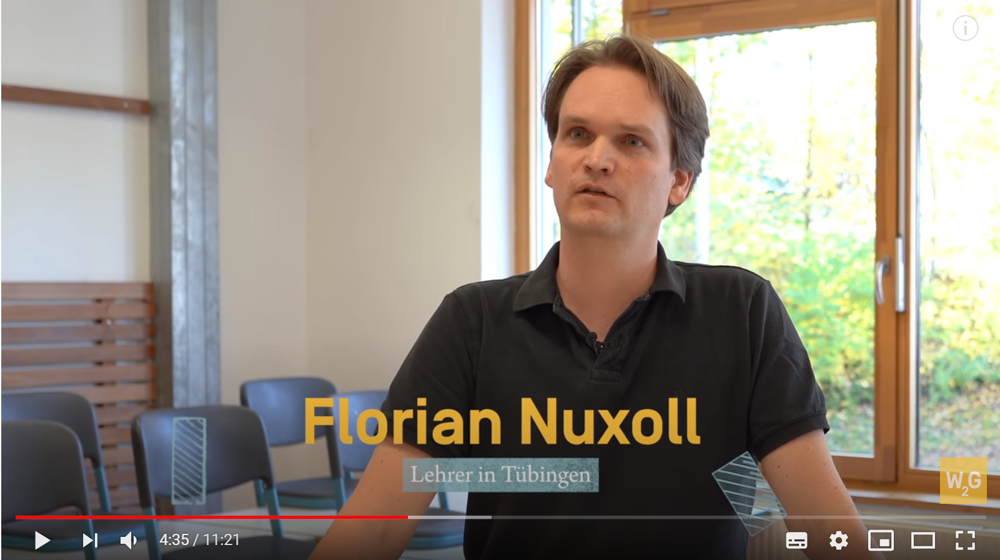 Florian Nuxoll
Lehrer in Tübingen
W2G
4:35 / 11:21